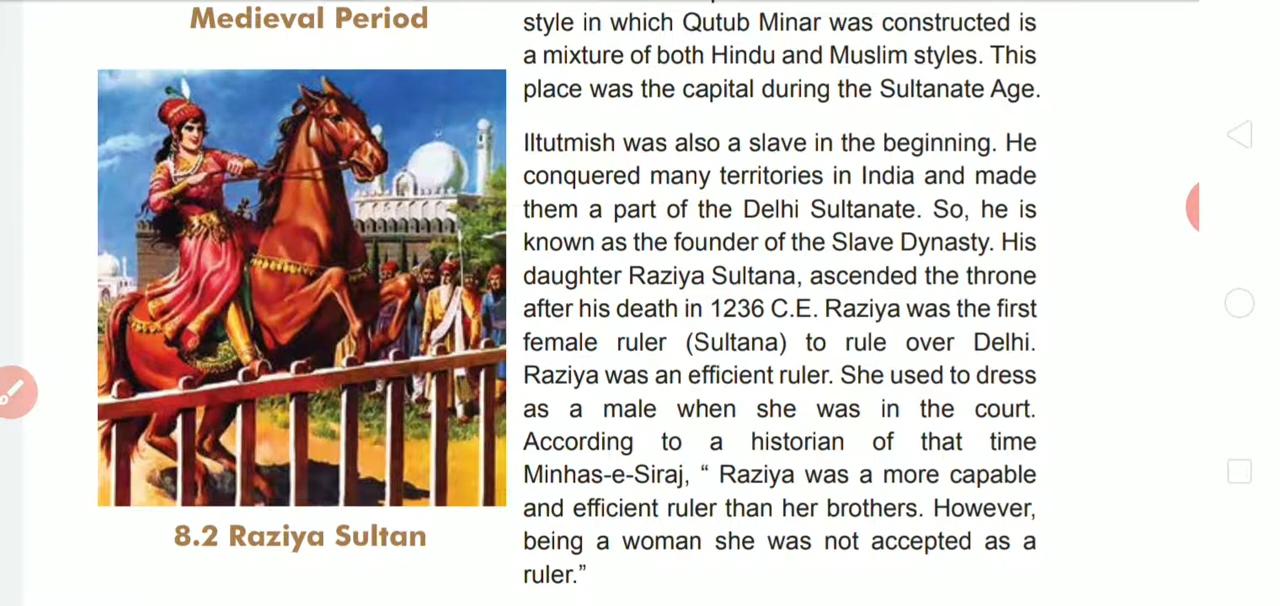 Medieval Period
style in which Qutub Minar was constructed is
a mixture of both Hindu and Muslim styles. This
place was the capital during the Sultanate Age.
Iltutmish was also a slave in the beginning. He
conquered many territories in India and made
them a part of the Delhi Sultanate. So, he is
known as the founder of the Slave Dynasty. His
daughter Raziya Sultana, ascended the throne
after his death in 1236 C.E. Raziya was the first
female ruler (Sultana) to rule over Delhi.
Raziya was an efficient ruler. She used to dress
as a male when she was in the court.
According to a historian of that time
Minhas-e-Siraj, “ Raziya was a more capable
and efficient ruler than her brothers. However,
being a woman she was not accepted as a
ruler.”
8.2 Raziya Sultan